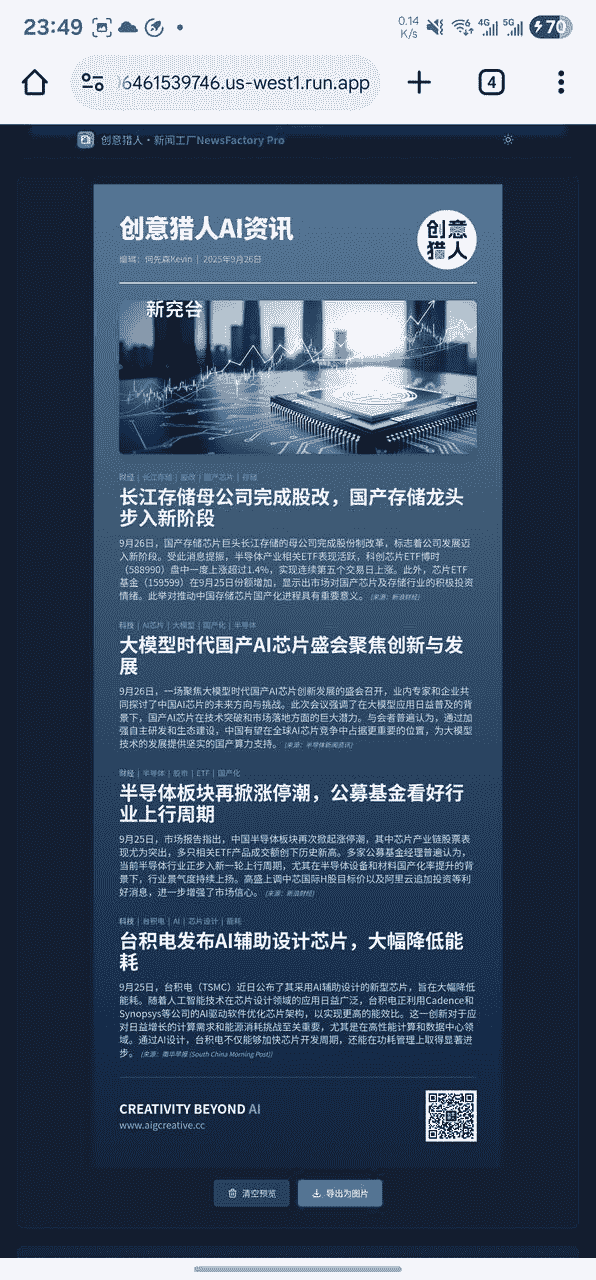 23:49
0.14
K/s
4G
5G
70
6461539746.us-west1.run.app
4
创意猎人·新闻工厂NewsFactory Pro
创意猎人AI资讯
编辑：何先森Kevin | 2025年9月26日
创意
猎人
新究合
财经 | 长江存储 | 股改 | 国产芯片 | 存储
长江存储母公司完成股改，国产存储龙头
步入新阶段
9月26日，国产存储芯片巨头长江存储的母公司完成股份制改革，标志着公司发展迈
入新阶段。受此消息提振，半导体产业相关ETF表现活跃，科创芯片ETF博时
（588990）盘中一度上涨超过1.4%，实现连续第五个交易日上涨。此外，芯片ETF
基金（159599）在9月25日份额增加，显示出市场对国产芯片及存储行业的积极投资
情绪。此举对推动中国存储芯片国产化进程具有重要意义。 (来源：新浪财经)
科技 | AI芯片 | 大模型 | 国产化 | 半导体
大模型时代国产AI芯片盛会聚焦创新与发
展
9月26日，一场聚焦大模型时代国产AI芯片创新发展的盛会召开，业内专家和企业共
同探讨了中国AI芯片的未来方向与挑战。此次会议强调了在大模型应用日益普及的背
景下，国产AI芯片在技术突破和市场落地方面的巨大潜力。与会者普遍认为，通过加
强自主研发和生态建设，中国有望在全球AI芯片竞争中占据更重要的位置，为大模型
技术的发展提供坚实的国产算力支持。 (来源：半导体新闻资讯)
财经 | 半导体 | 股市 | ETF | 国产化
半导体板块再掀涨停潮，公募基金看好行
业上行周期
9月25日，市场报告指出，中国半导体板块再次掀起涨停潮，其中芯片产业链股票表
现尤为突出，多只相关ETF产品成交额创下历史新高。多家公募基金经理普遍认为，
当前半导体行业正步入新一轮上行周期，尤其在半导体设备和材料国产化率提升的背
景下，行业景气度持续上扬。高盛上调中芯国际H股目标价以及阿里云追加投资等利
好消息，进一步增强了市场信心。 (来源：新浪财经)
科技 | 台积电 | AI | 芯片设计 | 能耗
台积电发布AI辅助设计芯片，大幅降低能
耗
9月25日，台积电（TSMC）近日公布了其采用AI辅助设计的新型芯片，旨在大幅降低
能耗。随着人工智能技术在芯片设计领域的应用日益广泛，台积电正利用Cadence和
Synopsys等公司的AI驱动软件优化芯片架构，以实现更高的能效比。这一创新对于应
对日益增长的计算需求和能源消耗挑战至关重要，尤其是在高性能计算和数据中心领
域。通过AI设计，台积电不仅能够加快芯片开发周期，还能在功耗管理上取得显著进
步。 (来源：南华早报 (South China Morning Post))
CREATIVITY BEYOND AI
www.aigcreative.cc
清空预览
导出为图片